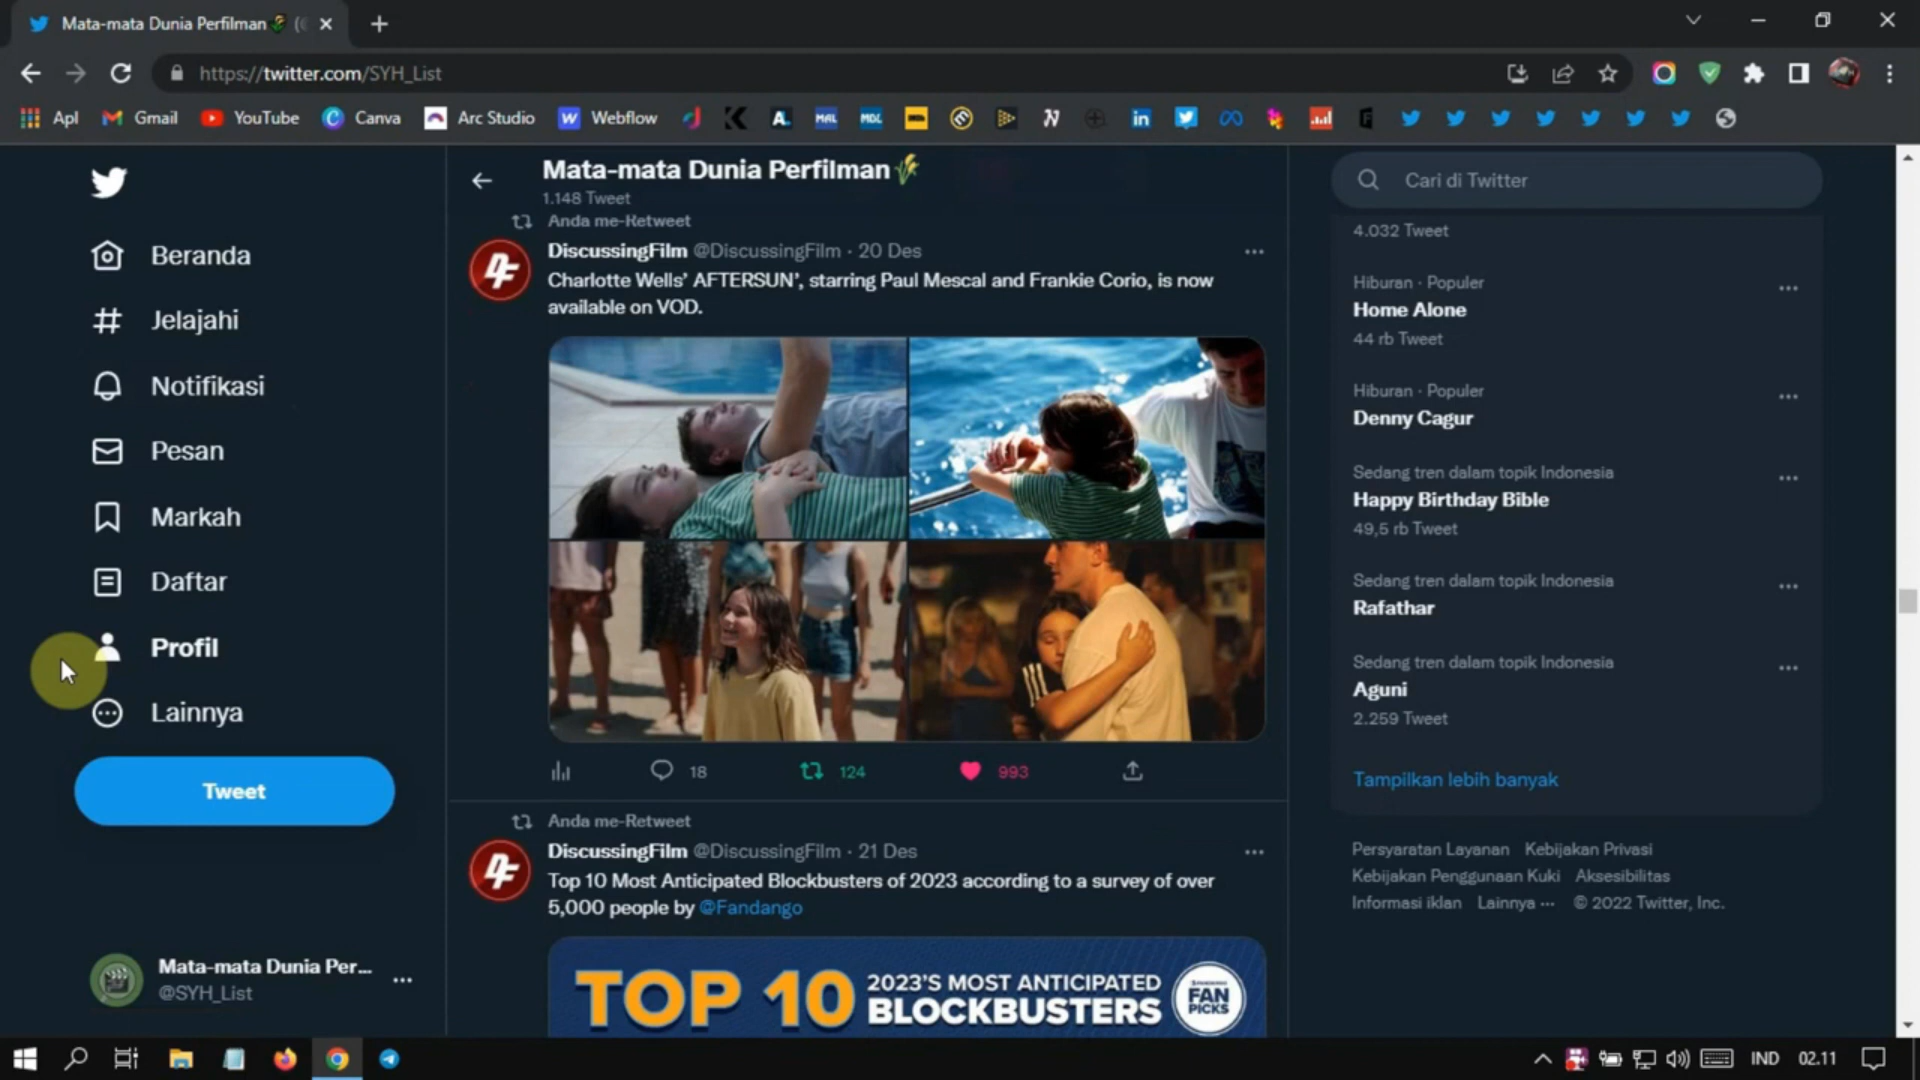 Mata-mata Dunia Perfilman
https://twitter.com/SYH_List
Apl Gmail YouTube Canva Arc Studio Webflow
Mata-mata Dunia Perfilman
1.148 Tweet
Beranda
Jelajahi
Notifikasi
Pesan
Markah
Daftar
Profil
Lainnya
Tweet
Mata-mata Dunia Per...
@SYH_List
Anda me-Retweet
DiscussingFilm @DiscussingFilm · 20 Des
Charlotte Wells' AFTERSUN', starring Paul Mescal and Frankie Corio, is now
available on VOD.
18 124 993
Anda me-Retweet
DiscussingFilm @DiscussingFilm · 21 Des
Top 10 Most Anticipated Blockbusters of 2023 according to a survey of over
5,000 people by @Fandango
TOP 10 2023'S MOST ANTICIPATED
BLOCKBUSTERS
FAN
PICKS
Cari di Twitter
4.032 Tweet
Hiburan · Populer
Home Alone
44 rb Tweet
Hiburan · Populer
Denny Cagur
Sedang tren dalam topik Indonesia
Happy Birthday Bible
49,5 rb Tweet
Sedang tren dalam topik Indonesia
Rafathar
Sedang tren dalam topik Indonesia
Aguni
2.259 Tweet
Tampilkan lebih banyak
Persyaratan Layanan Kebijakan Privasi
Kebijakan Penggunaan Kuki Aksesibilitas
Informasi iklan Lainnya ··· © 2022 Twitter, Inc.
IND 02.11